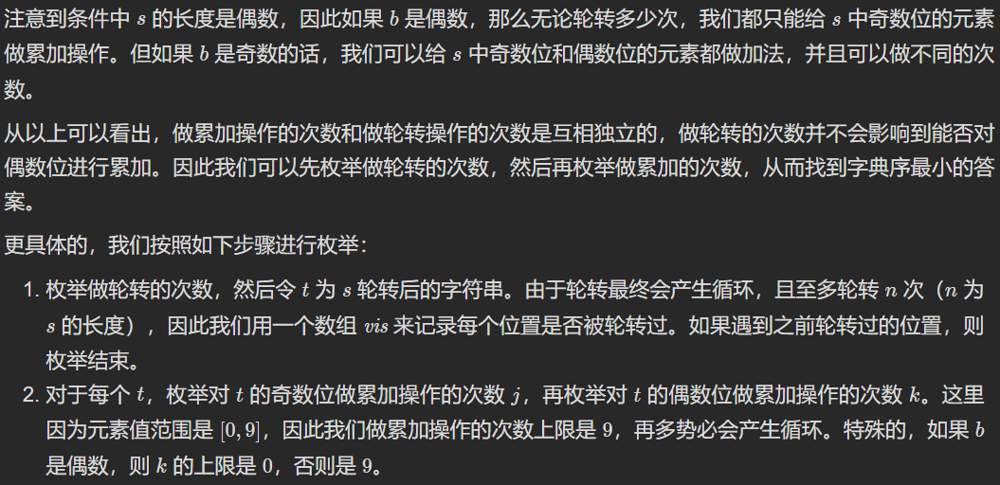 注意到条件中 s 的长度是偶数，因此如果 b 是偶数，那么无论轮转多少次，我们都只能给 s 中奇数位的元素
做累加操作。但如果 b 是奇数的话，我们可以给 s 中奇数位和偶数位的元素都做加法，并且可以做不同的次
数。
从以上可以看出，做累加操作的次数和做轮转操作的次数是互相独立的，做轮转的次数并不会影响到能否对
偶数位进行累加。因此我们可以先枚举做轮转的次数，然后再枚举做累加的次数，从而找到字典序最小的答
案。
更具体的，我们按照如下步骤进行枚举：
1. 枚举做轮转的次数，然后令 t 为 s 轮转后的字符串。由于轮转最终会产生循环，且至多轮转 n 次（n 为
s 的长度），因此我们用一个数组 vis 来记录每个位置是否被轮转过。如果遇到之前轮转过的位置，则
枚举结束。
2. 对于每个 t，枚举对 t 的奇数位做累加操作的次数 j，再枚举对 t 的偶数位做累加操作的次数 k。这里
因为元素值范围是 [0, 9]，因此我们做累加操作的次数上限是 9，再多势必会产生循环。特殊的，如果 b
是偶数，则 k 的上限是 0，否则是 9。